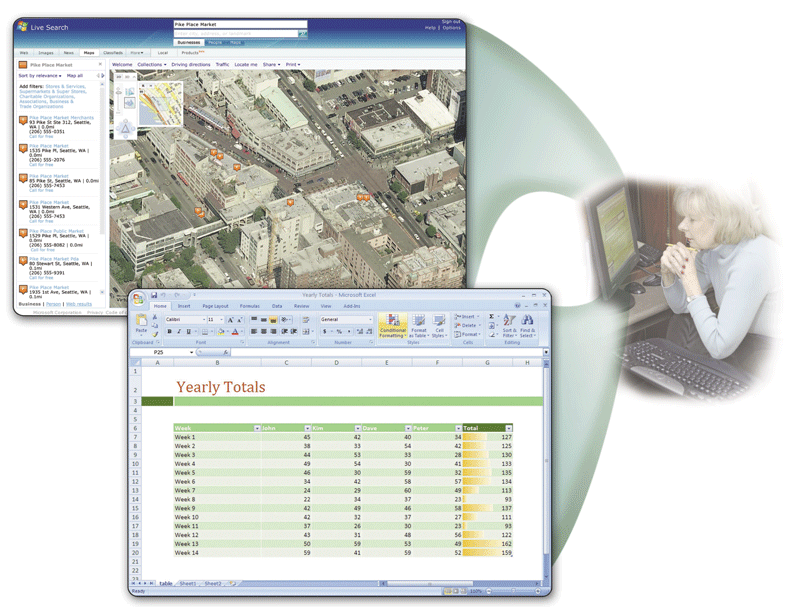 Live Search
Pike Place Market
Sign out
Help | Options
Businesses People Maps
Web Images News Maps Classifieds More Local Products
Pike Place Market
Welcome Collections Driving directions Traffic Locate me Share Print
Sort by relevance Map all
Add filters: Stores & Services,
Supermarkets & Super Stores,
Charitable Organizations,
Associations, Business &
Trade Organizations
Pike Place Market Merchants
93 Pike St Ste 312, Seattle,
WA | 0.0mi
(206) 555-0351
Call for free
Pike Place Market
1535 Pike Pl, Seattle, WA |
0.0mi
(206) 555-2076
Call for free
Pike Place Market
85 Pike St, Seattle, WA | 0.0mi
(206) 555-7453
Call for free
Pike Place Market
1531 Western Ave, Seattle,
WA | 0.0mi
(206) 555-7453
Call for free
Pike Place Public Market
1529 Pike Pl, Seattle, WA |
0.0mi
(206) 555-8082 | 0.0mi
Call for free
Pike Place Market Pda
80 Stewart St, Seattle, WA |
0.1mi
(206) 555-9391
Call for free
Pike Place Market
1935 1st Ave, Seattle, WA |
Business | Person | Web results
Microsoft Corporation Privacy Code of
Yearly Totals - Microsoft Excel
Home Insert Page Layout Formulas Data Review View Add-Ins
Paste
Calibri 11
General
Conditional Formatting
Format as Table
Cell Styles
Insert
Delete
Format
Sort & Filter
Find & Select
Clipboard Font Alignment Number Styles Cells Editing
P25
A B C D E F G H
1
2 Yearly Totals
3
4
5
6 Week John Kim Dave Peter Total
7 Week 1 45 42 40 34 127
8 Week 2 38 33 54 42 125
9 Week 3 44 53 33 28 130
10 Week 4 49 54 30 41 133
11 Week 5 46 30 59 32 135
12 Week 6 34 42 58 57 134
13 Week 7 24 29 60 49 113
14 Week 8 22 34 37 23 93
15 Week 9 42 49 46 58 137
16 Week 10 42 32 37 27 111
17 Week 11 37 26 30 23 93
18 Week 12 43 31 48 56 122
19 Week 13 50 59 53 49 162
20 Week 14 59 41 59 52 159
21
22
23
Table Sheet1 Sheet2
Ready
110%